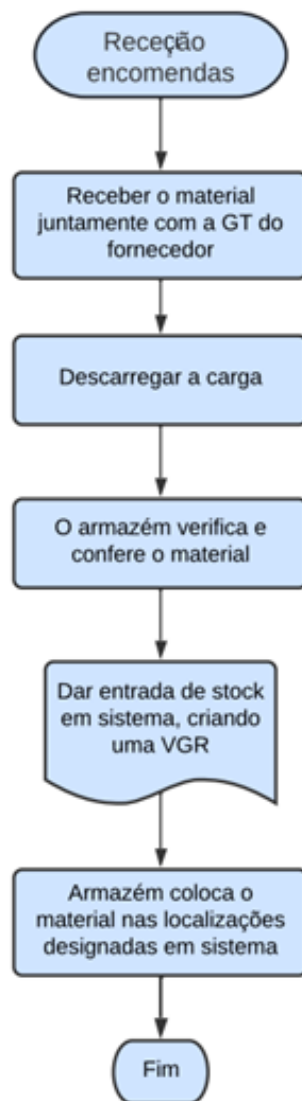 Receção
encomendas
Receber o material
juntamente com a GT do
fornecedor
Descarregar a carga
O armazém verifica e
confere o material
Dar entrada de stock
em sistema, criando
uma VGR
Armazém coloca o
material nas localizações
designadas em sistema
Fim